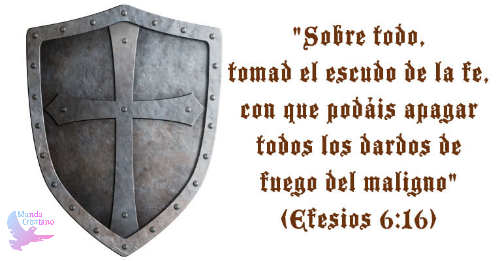 "Sobre todo,
tomad el escudo de la fe,
con que podáis apagar
todos los dardos de
fuego del maligno"
(Efesios 6:16)
Mundo
Cristiano